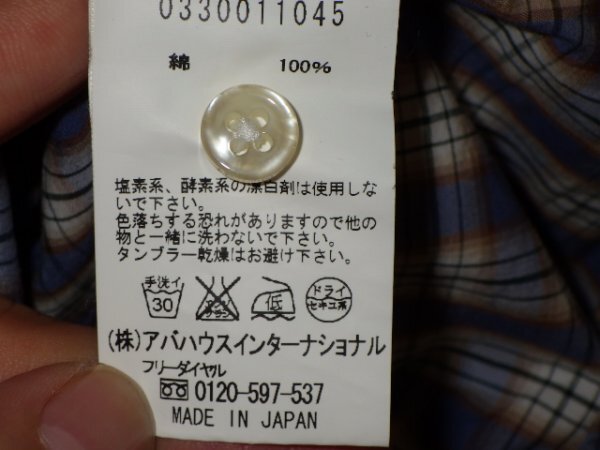 0330011045
綿 100%
塩素系、酵素系の漂白剤は使用しな
いで下さい。
色落ちする恐れがありますので他の
物と一緒に洗わないで下さい。
タンブラー乾燥はお避け下さい。
手洗イ ドライ
30 低 セキユ系
(株)アバハウスインターナショナル
フリーダイヤル
0120-597-537
MADE IN JAPAN